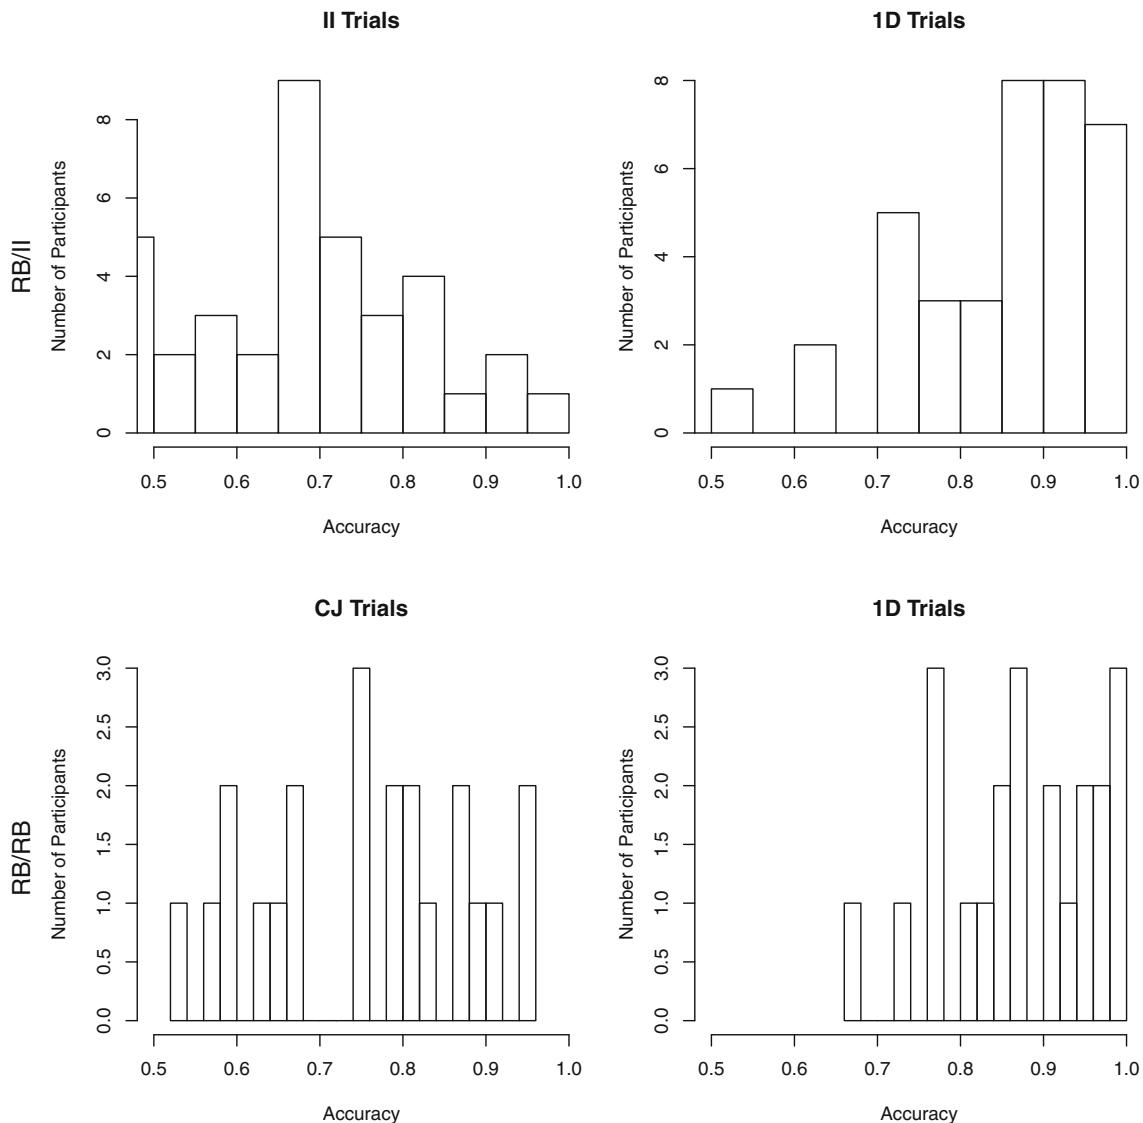 II Trials
RB/II
Number of Participants
0 2 4 6 8
0.5 0.6 0.7 0.8 0.9 1.0
Accuracy
1D Trials
Number of Participants
0 2 4 6 8
0.5 0.6 0.7 0.8 0.9 1.0
Accuracy
CJ Trials
RB/RB
Number of Participants
0.0 0.5 1.0 1.5 2.0 2.5 3.0
0.5 0.6 0.7 0.8 0.9 1.0
Accuracy
1D Trials
Number of Participants
0.0 0.5 1.0 1.5 2.0 2.5 3.0
0.5 0.6 0.7 0.8 0.9 1.0
Accuracy